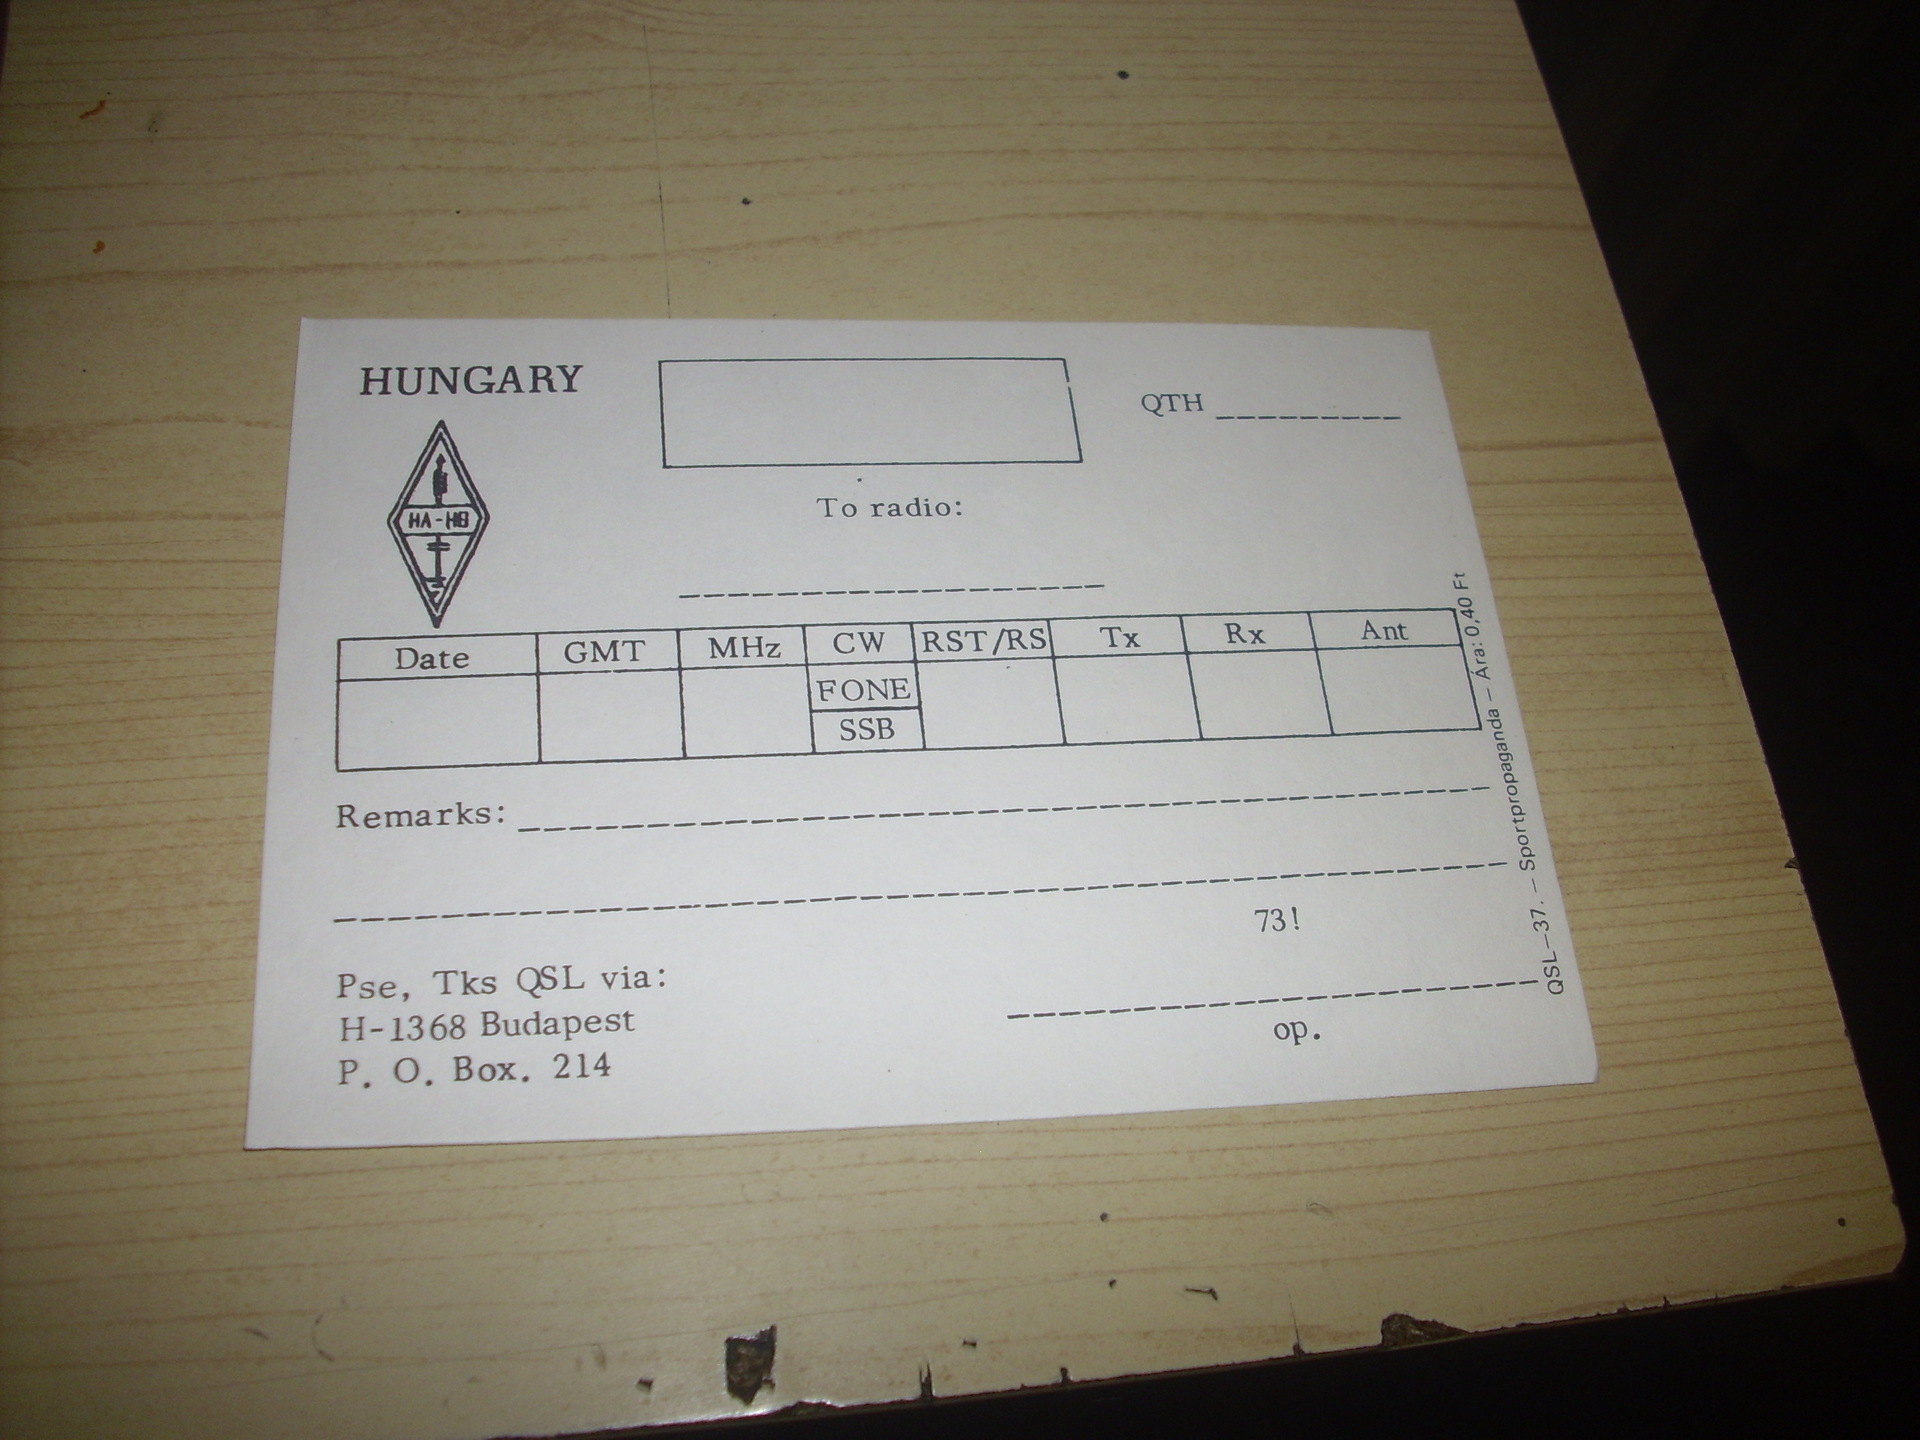 HUNGARY
QTH
HA-HG
To radio:
Date GMT MHz CW RST/RS Tx Rx Ant
FONE
SSB
Remarks:
73!
Pse, Tks QSL via:
H-1368 Budapest
P. O. Box. 214
op.
QSL-37. - Sportpropaganda - Ára: 0,40 Ft